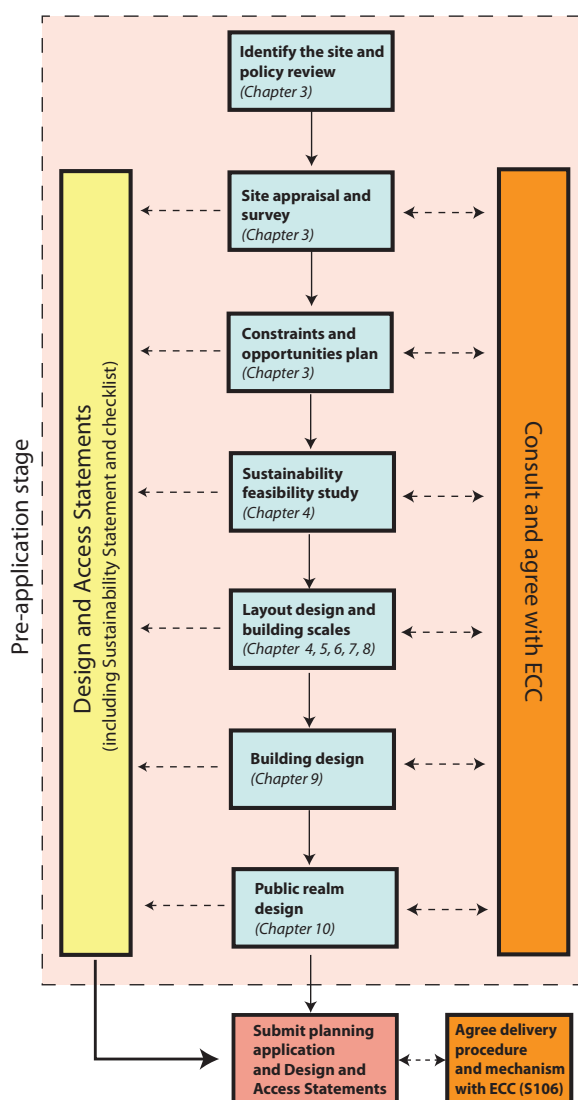 Identify the site and
policy review
(Chapter 3)
Site appraisal and
survey
(Chapter 3)
Constraints and
opportunities plan
(Chapter 3)
Sustainability
feasibility study
(Chapter 4)
Layout design and
building scales
(Chapter 4, 5, 6, 7, 8)
Building design
(Chapter 9)
Public realm
design
(Chapter 10)
Pre-application stage
Design and Access Statements
(including Sustainability Statement and checklist)
Consult and agree with ECC
Submit planning
application
and Design and
Access Statements
Agree delivery
procedure
and mechanism
with ECC (S106)